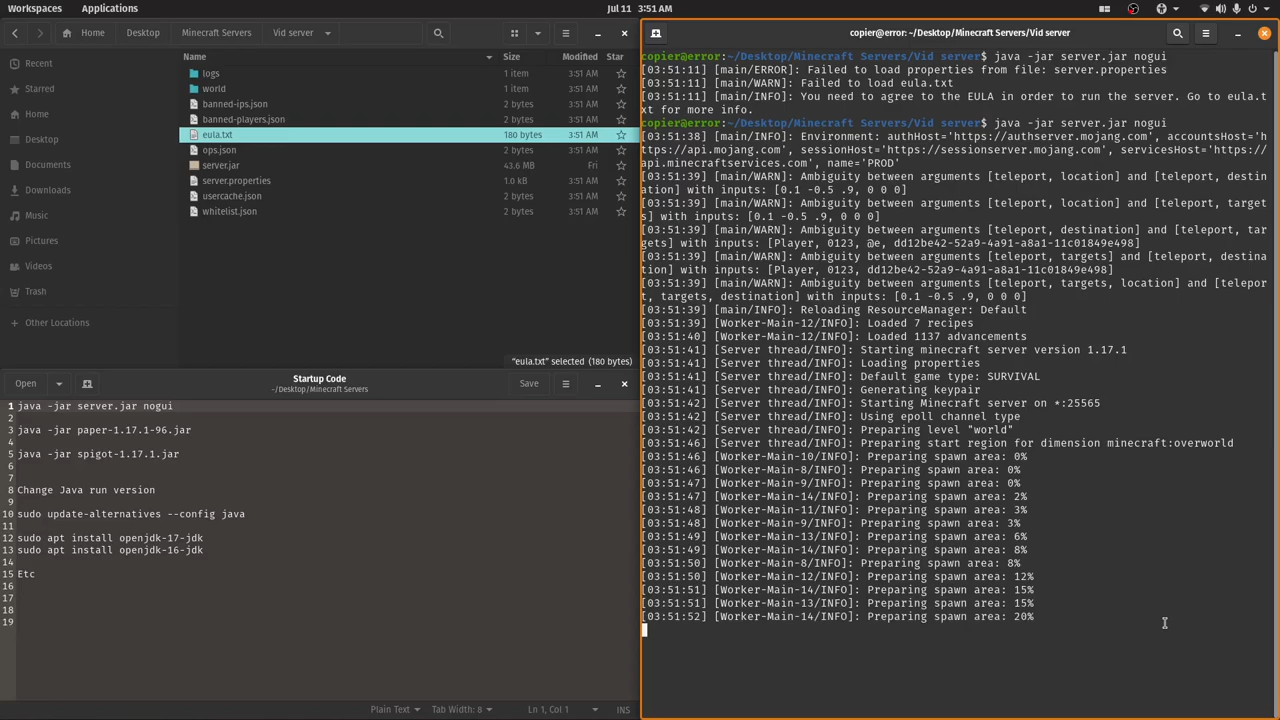 Workspaces Applications Jul 11 3:51 AM
Home Desktop Minecraft Servers Vid server
Name Size Modified
Recent
Starred
Home
Desktop
Documents
Downloads
Music
Pictures
Videos
Trash
Other Locations
logs 1 item 3:51 AM
world 1 item 3:51 AM
banned-ips.json 2 bytes 3:51 AM
banned-players.json 2 bytes 3:51 AM
eula.txt 180 bytes 3:51 AM
ops.json 2 bytes 3:51 AM
server.jar 43.6 MB Fri
server.properties 1.0 kB 3:51 AM
usercache.json 2 bytes 3:51 AM
whitelist.json 2 bytes 3:51 AM
"eula.txt" selected (180 bytes)
Open Startup Code Save
~/Desktop/Minecraft Servers
1 java -jar server.jar nogui
2
3 java -jar paper-1.17.1-96.jar
4
5 java -jar spigot-1.17.1.jar
6
7
8 Change Java run version
9
10 sudo update-alternatives --config java
11
12 sudo apt install openjdk-17-jdk
13 sudo apt install openjdk-16-jdk
14
15 Etc
16
17
18
19
Plain Text Tab Width: 8 Ln 1, Col 1 INS
copier@error:~/Desktop/Minecraft Servers/Vid server
copier@error:~/Desktop/Minecraft Servers/Vid server$ java -jar server.jar nogui
[03:51:11] [main/ERROR]: Failed to load properties from file: server.properties
[03:51:11] [main/WARN]: Failed to load eula.txt
[03:51:11] [main/INFO]: You need to agree to the EULA in order to run the server. Go to eula.t
xt for more info.
copier@error:~/Desktop/Minecraft Servers/Vid server$ java -jar server.jar nogui
[03:51:38] [main/INFO]: Environment: authHost='https://authserver.mojang.com', accountsHost='h
ttps://api.mojang.com', sessionHost='https://sessionserver.mojang.com', servicesHost='https://
api.minecraftservices.com', name='PROD'
[03:51:39] [main/WARN]: Ambiguity between arguments [teleport, location] and [teleport, destin
ation] with inputs: [0.1 -0.5 .9, 0 0 0]
[03:51:39] [main/WARN]: Ambiguity between arguments [teleport, location] and [teleport, target
s] with inputs: [0.1 -0.5 .9, 0 0 0]
[03:51:39] [main/WARN]: Ambiguity between arguments [teleport, destination] and [teleport, tar
gets] with inputs: [Player, 0123, @e, dd12be42-52a9-4a91-a8a1-11c01849e498]
[03:51:39] [main/WARN]: Ambiguity between arguments [teleport, targets] and [teleport, destina
tion] with inputs: [Player, 0123, dd12be42-52a9-4a91-a8a1-11c01849e498]
[03:51:39] [main/WARN]: Ambiguity between arguments [teleport, targets, location] and [telepor
t, targets, destination] with inputs: [0.1 -0.5 .9, 0 0 0]
[03:51:39] [main/INFO]: Reloading ResourceManager: Default
[03:51:39] [Worker-Main-12/INFO]: Loaded 7 recipes
[03:51:40] [Worker-Main-12/INFO]: Loaded 1137 advancements
[03:51:41] [Server thread/INFO]: Starting minecraft server version 1.17.1
[03:51:41] [Server thread/INFO]: Loading properties
[03:51:41] [Server thread/INFO]: Default game type: SURVIVAL
[03:51:41] [Server thread/INFO]: Generating keypair
[03:51:42] [Server thread/INFO]: Starting Minecraft server on *:25565
[03:51:42] [Server thread/INFO]: Using epoll channel type
[03:51:42] [Server thread/INFO]: Preparing level "world"
[03:51:46] [Server thread/INFO]: Preparing start region for dimension minecraft:overworld
[03:51:46] [Worker-Main-10/INFO]: Preparing spawn area: 0%
[03:51:46] [Worker-Main-8/INFO]: Preparing spawn area: 0%
[03:51:47] [Worker-Main-9/INFO]: Preparing spawn area: 0%
[03:51:47] [Worker-Main-14/INFO]: Preparing spawn area: 2%
[03:51:48] [Worker-Main-11/INFO]: Preparing spawn area: 3%
[03:51:48] [Worker-Main-9/INFO]: Preparing spawn area: 3%
[03:51:49] [Worker-Main-13/INFO]: Preparing spawn area: 6%
[03:51:49] [Worker-Main-14/INFO]: Preparing spawn area: 8%
[03:51:50] [Worker-Main-8/INFO]: Preparing spawn area: 8%
[03:51:50] [Worker-Main-12/INFO]: Preparing spawn area: 12%
[03:51:51] [Worker-Main-14/INFO]: Preparing spawn area: 15%
[03:51:51] [Worker-Main-13/INFO]: Preparing spawn area: 15%
[03:51:52] [Worker-Main-14/INFO]: Preparing spawn area: 20%